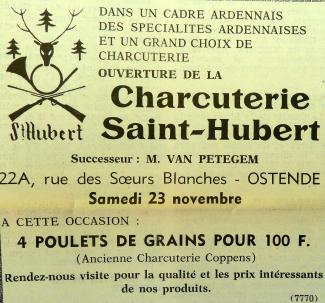 DANS UN CADRE ARDENNAIS
DES SPECIALITES ARDENNAISES
ET UN GRAND CHOIX DE
CHARCUTERIE
OUVERTURE DE LA
Charcuterie
St Hubert
Saint-Hubert
Successeur : M. VAN PETEGEM
22A, rue des Sœurs Blanches - OSTENDE
Samedi 23 novembre
A CETTE OCCASION :
4 POULETS DE GRAINS POUR 100 F.
(Ancienne Charcuterie Coppens)
Rendez-nous visite pour la qualité et les prix intéressants
de nos produits.
(7770)